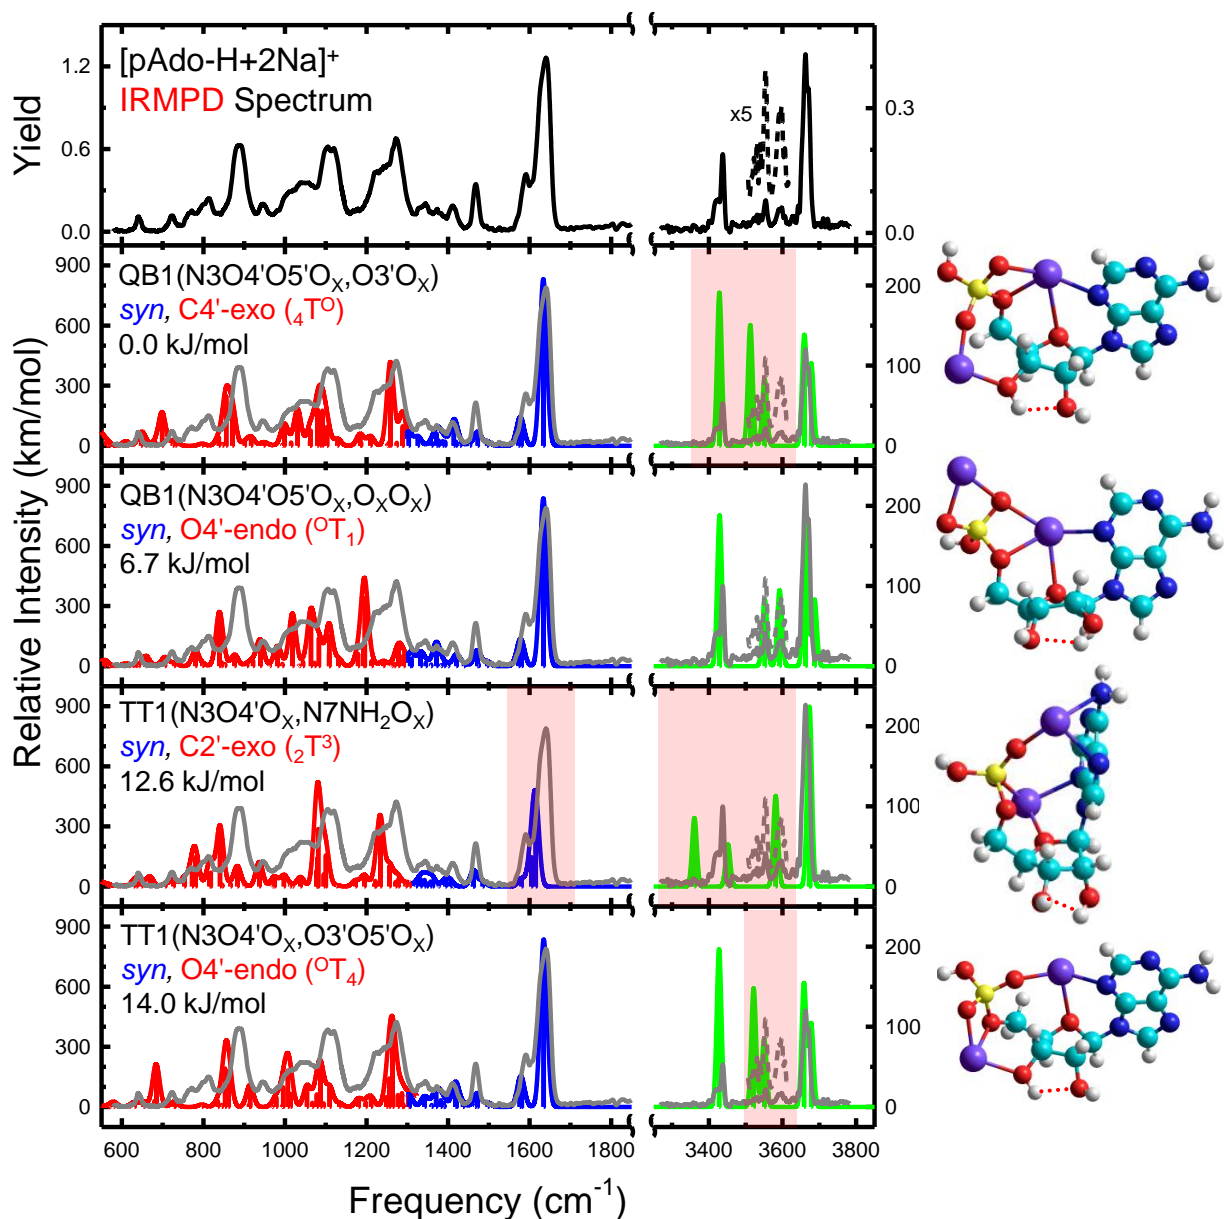 [pAdo-H+2Na]⁺
IRMPD Spectrum
x5
Yield
1.2
0.6
0.0
0.3
0.0
QB1(N3O4'O5'Oₓ,O3'Oₓ)
syn, C4'-exo (₄Tᴼ)
0.0 kJ/mol
900
600
300
0
200
100
0
QB1(N3O4'O5'Oₓ,OₓOₓ)
syn, O4'-endo (ᴼT₁)
6.7 kJ/mol
900
600
300
0
200
100
0
Relative Intensity (km/mol)
TT1(N3O4'Oₓ,N7NH₂Oₓ)
syn, C2'-exo (₂T³)
12.6 kJ/mol
900
600
300
0
200
100
0
TT1(N3O4'Oₓ,O3'O5'Oₓ)
syn, O4'-endo (ᴼT₄)
14.0 kJ/mol
900
600
300
0
200
100
0
600 800 1000 1200 1400 1600 1800 3400 3600 3800
Frequency (cm⁻¹)